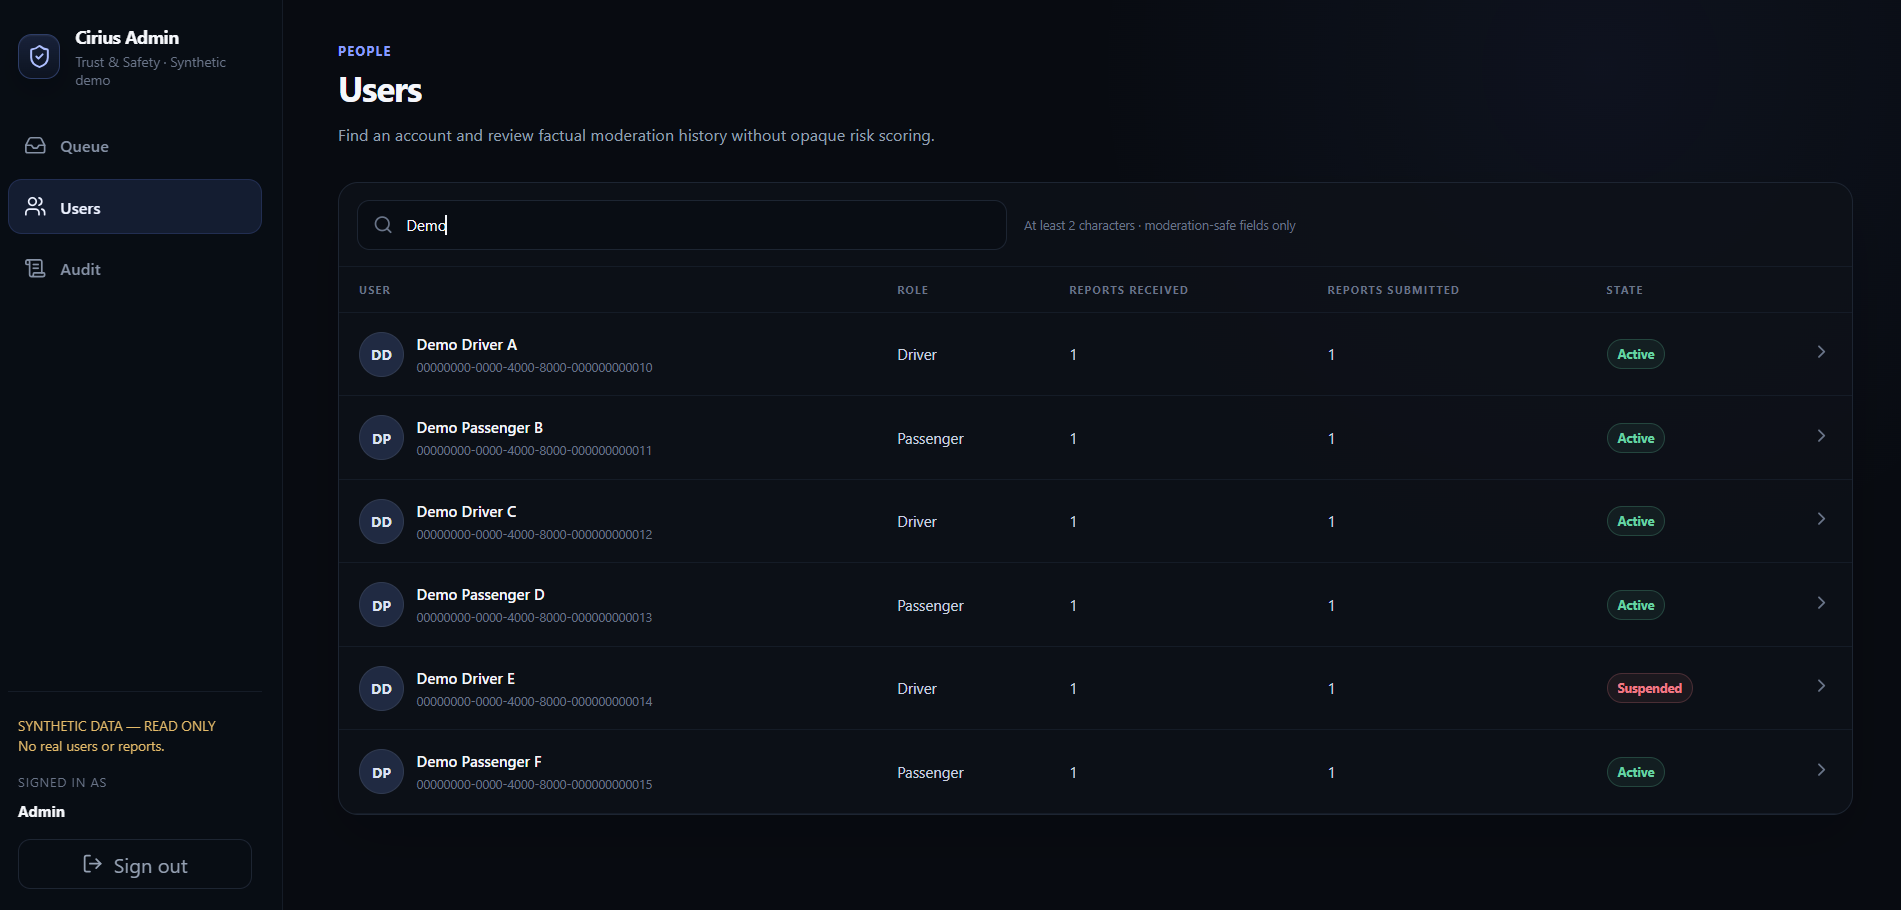 Cirius Admin
Trust & Safety · Synthetic
demo
Queue
Users
Audit
SYNTHETIC DATA — READ ONLY
No real users or reports.
SIGNED IN AS
Admin
Sign out
PEOPLE
Users
Find an account and review factual moderation history without opaque risk scoring.
Demo
At least 2 characters · moderation-safe fields only
USER ROLE REPORTS RECEIVED REPORTS SUBMITTED STATE
DD Demo Driver A Driver 1 1 Active
00000000-0000-4000-8000-000000000010
DP Demo Passenger B Passenger 1 1 Active
00000000-0000-4000-8000-000000000011
DD Demo Driver C Driver 1 1 Active
00000000-0000-4000-8000-000000000012
DP Demo Passenger D Passenger 1 1 Active
00000000-0000-4000-8000-000000000013
DD Demo Driver E Driver 1 1 Suspended
00000000-0000-4000-8000-000000000014
DP Demo Passenger F Passenger 1 1 Active
00000000-0000-4000-8000-000000000015